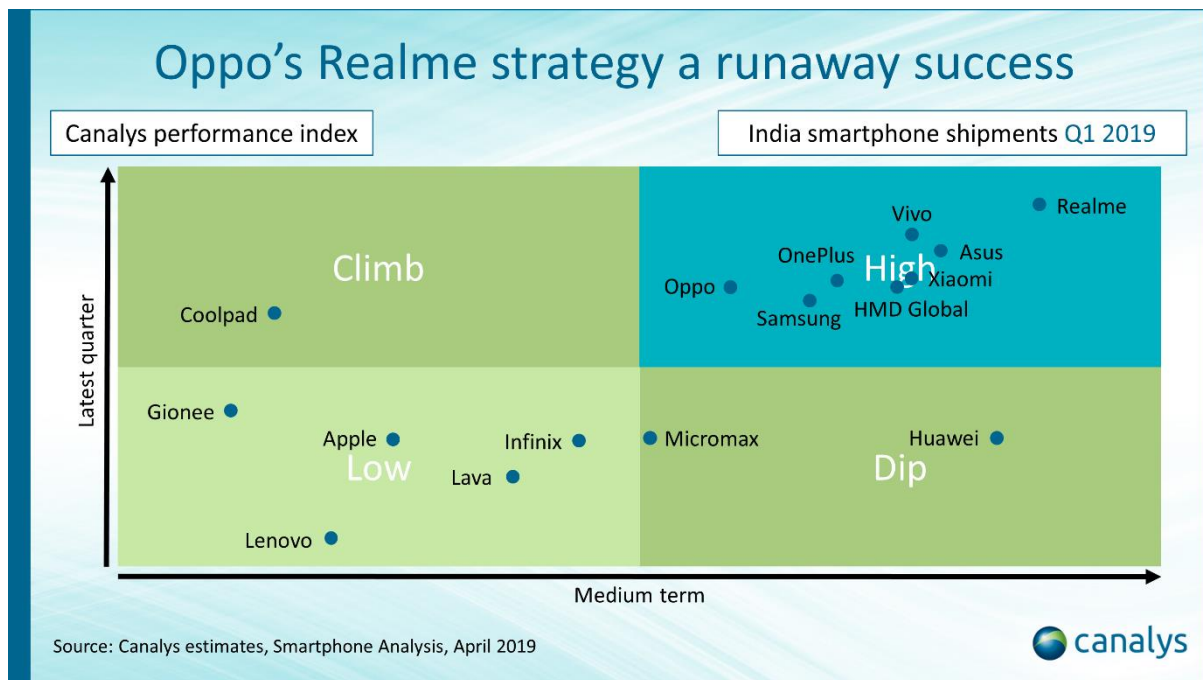 Oppo’s Realme strategy a runaway success
Canalys performance index
India smartphone shipments Q1 2019
Latest quarter
Climb
High
Realme
Vivo
Asus
OnePlus
Xiaomi
Oppo
HMD Global
Samsung
Coolpad
Gionee
Apple
Infinix
Micromax
Huawei
Low
Dip
Lava
Lenovo
Medium term
Source: Canalys estimates, Smartphone Analysis, April 2019
canalys